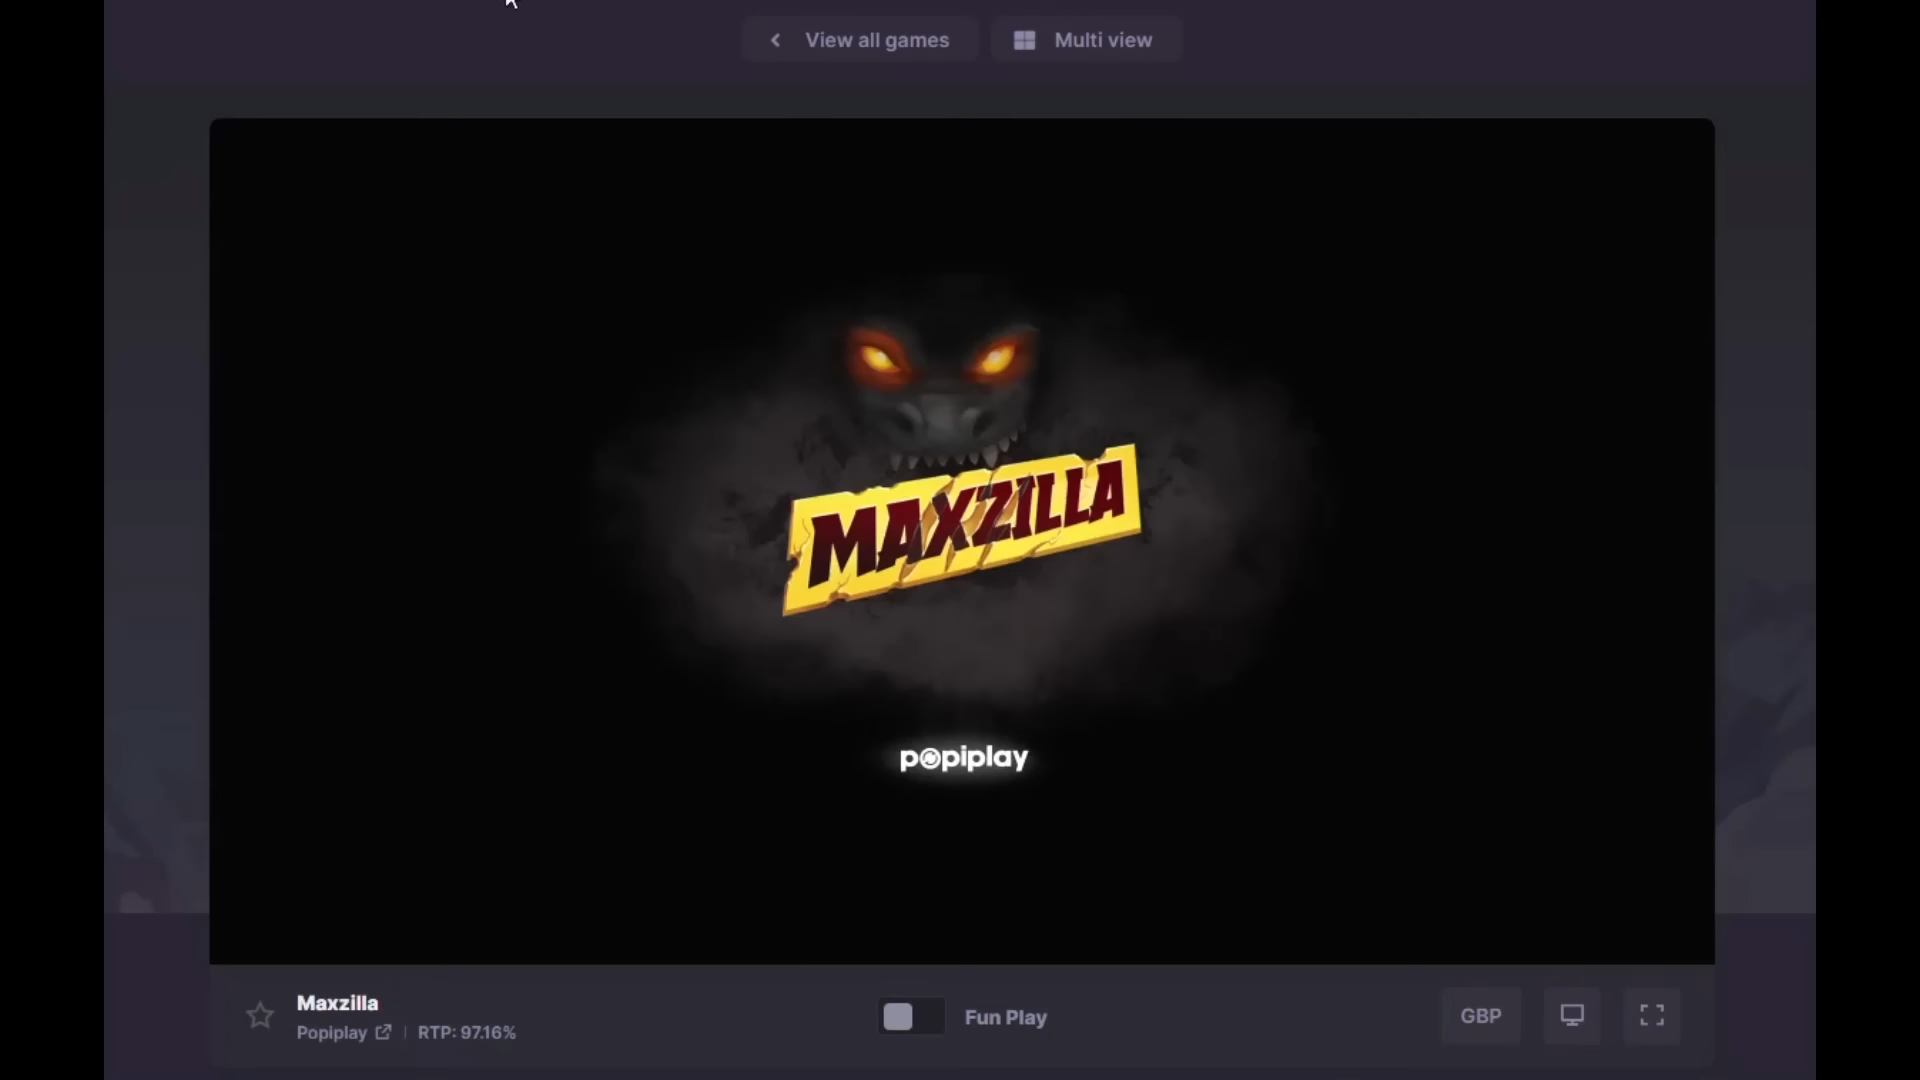 View all games
Multi view
MAXZILLA
popiplay
Maxzilla
Popiplay | RTP: 97.16%
Fun Play
GBP